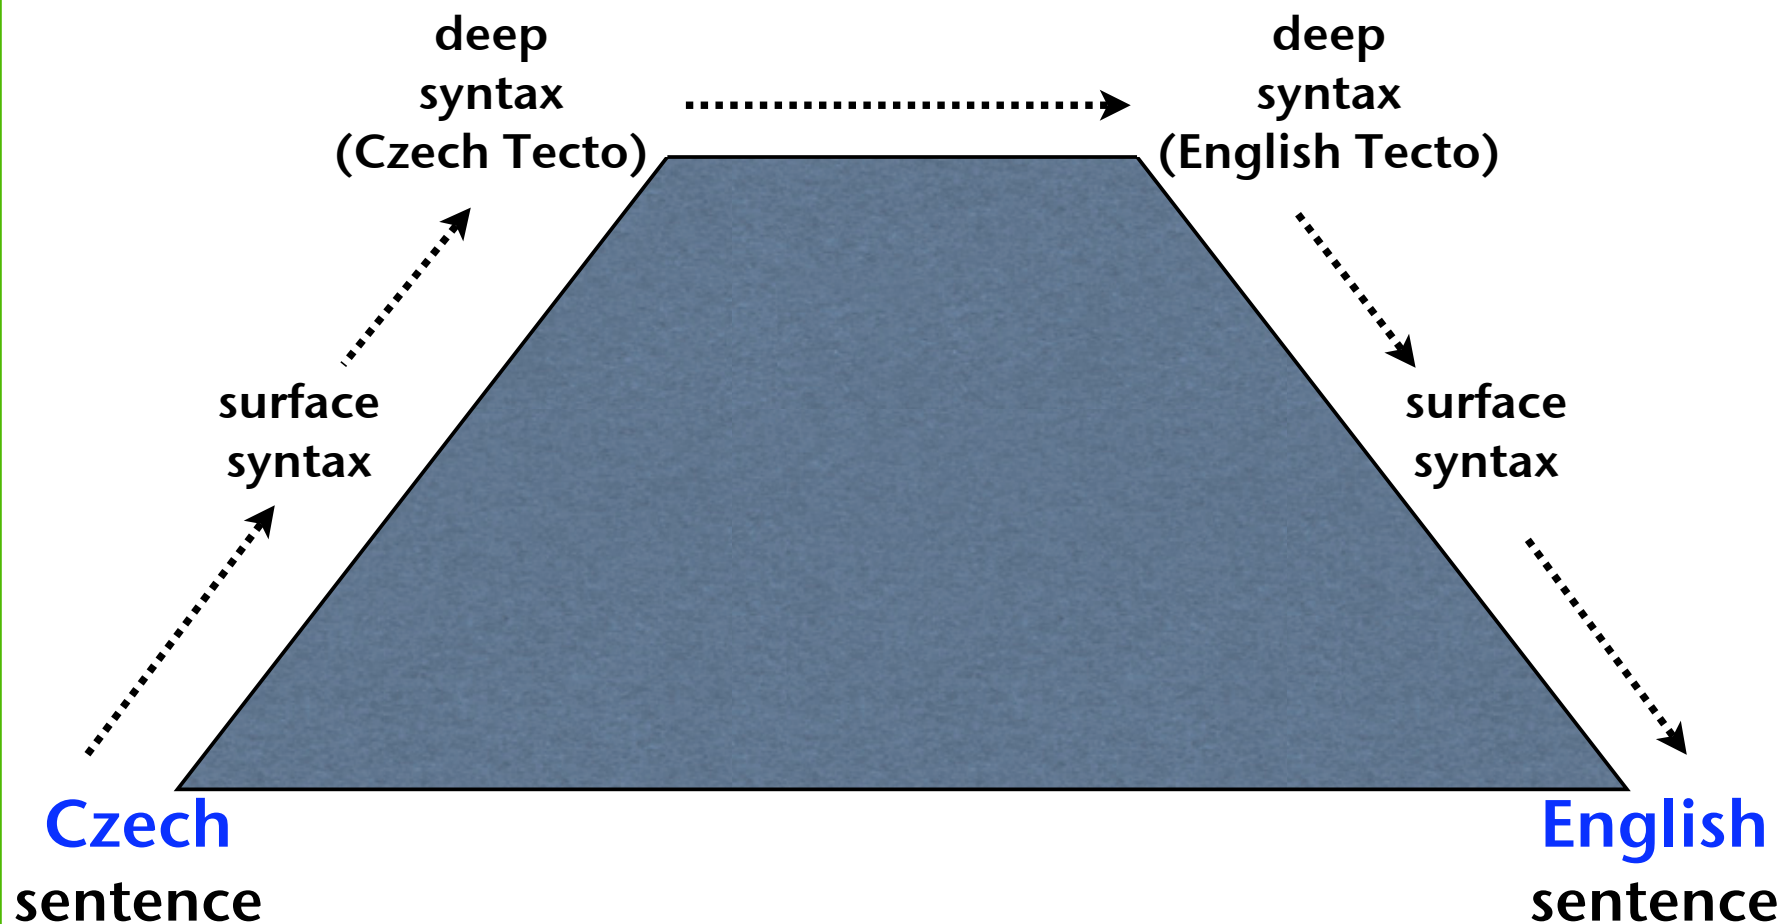 deep
syntax
(Czech Tecto)
deep
syntax
(English Tecto)
surface
syntax
surface
syntax
Czech
sentence
English
sentence